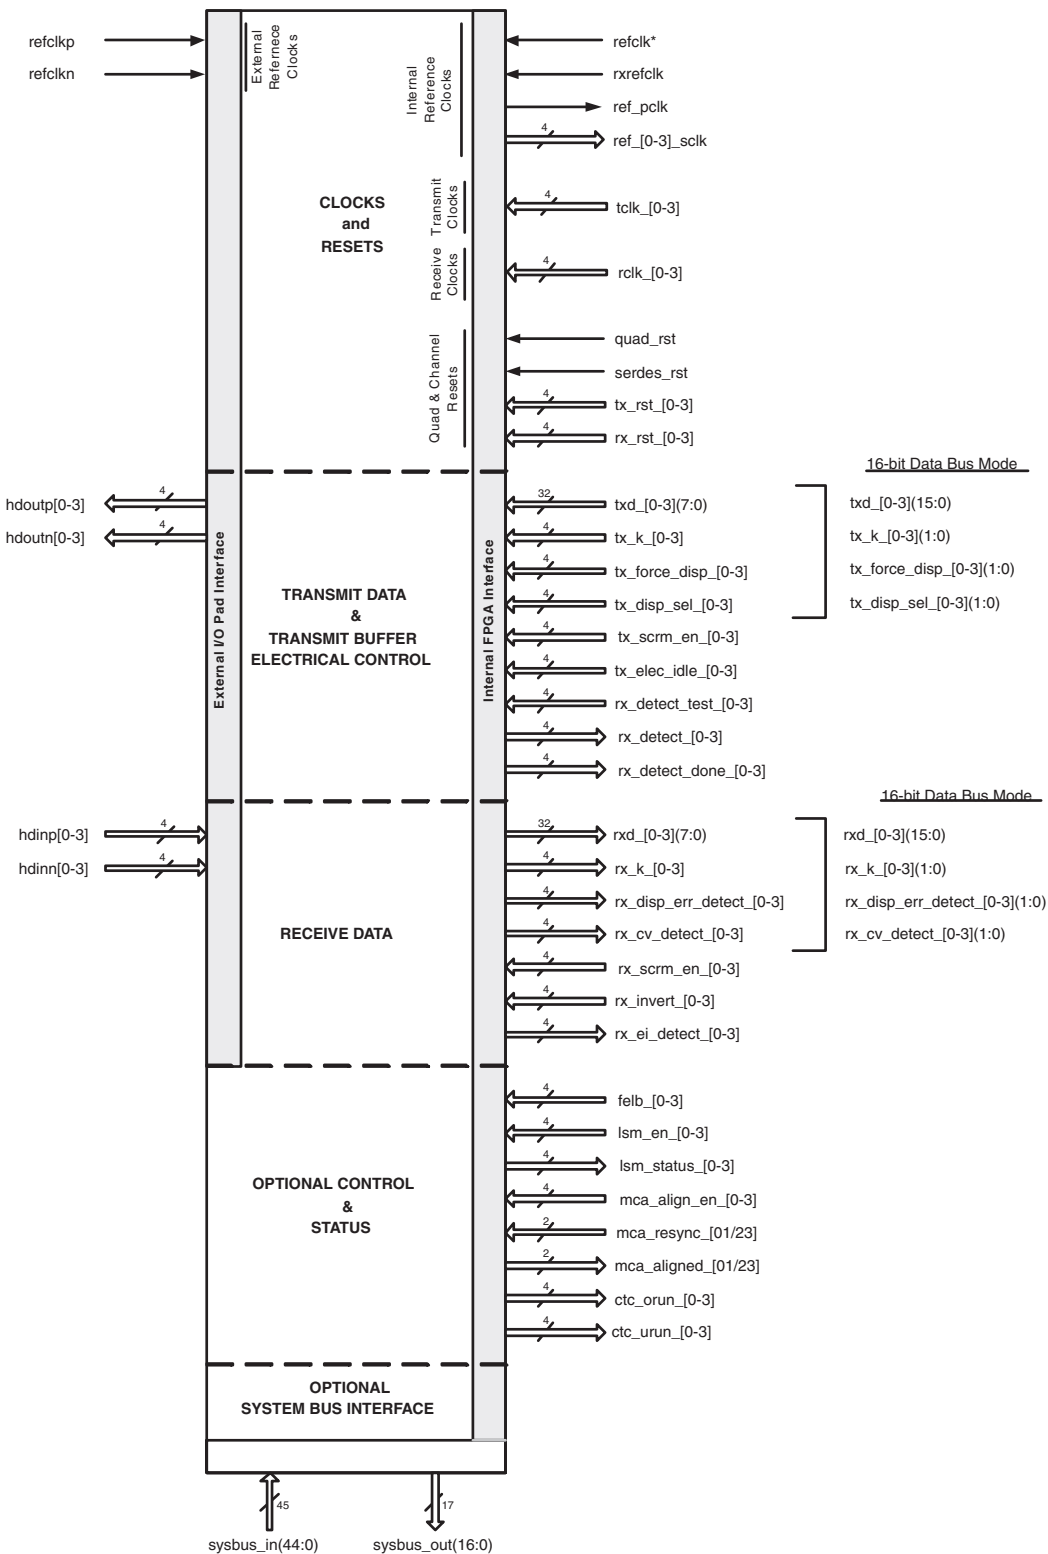 refclkp
refclkn
External
Refernece
Clocks
Internal
Reference
Clocks
refclk*
rxrefclk
ref_pclk
4
ref_[0-3]_sclk
CLOCKS
and
RESETS
Transmit
Clocks
4
tclk_[0-3]
Receive
Clocks
4
rclk_[0-3]
Quad & Channel
Resets
quad_rst
serdes_rst
4
tx_rst_[0-3]
4
rx_rst_[0-3]
16-bit Data Bus Mode
4
hdoutp[0-3]
4
hdoutn[0-3]
External I/O Pad Interface
TRANSMIT DATA
&
TRANSMIT BUFFER
ELECTRICAL CONTROL
Internal FPGA Interface
32
txd_[0-3](7:0)
txd_[0-3](15:0)
4
tx_k_[0-3]
tx_k_[0-3](1:0)
4
tx_force_disp_[0-3]
tx_force_disp_[0-3](1:0)
4
tx_disp_sel_[0-3]
tx_disp_sel_[0-3](1:0)
4
tx_scrm_en_[0-3]
4
tx_elec_idle_[0-3]
4
rx_detect_test_[0-3]
4
rx_detect_[0-3]
4
rx_detect_done_[0-3]
16-bit Data Bus Mode
4
hdinp[0-3]
4
hdinn[0-3]
RECEIVE DATA
32
rxd_[0-3](7:0)
rxd_[0-3](15:0)
4
rx_k_[0-3]
rx_k_[0-3](1:0)
4
rx_disp_err_detect_[0-3]
rx_disp_err_detect_[0-3](1:0)
4
rx_cv_detect_[0-3]
rx_cv_detect_[0-3](1:0)
4
rx_scrm_en_[0-3]
4
rx_invert_[0-3]
4
rx_ei_detect_[0-3]
OPTIONAL CONTROL
&
STATUS
4
felb_[0-3]
4
lsm_en_[0-3]
4
lsm_status_[0-3]
4
mca_align_en_[0-3]
2
mca_resync_[01/23]
2
mca_aligned_[01/23]
4
ctc_orun_[0-3]
4
ctc_urun_[0-3]
OPTIONAL
SYSTEM BUS INTERFACE
45
17
sysbus_in(44:0)
sysbus_out(16:0)